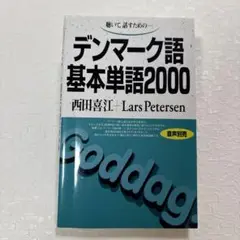 聴いて、話すための—
デンマーク語
基本単語2000
西田喜江＋Lars Petersen
音声別売
Goddag